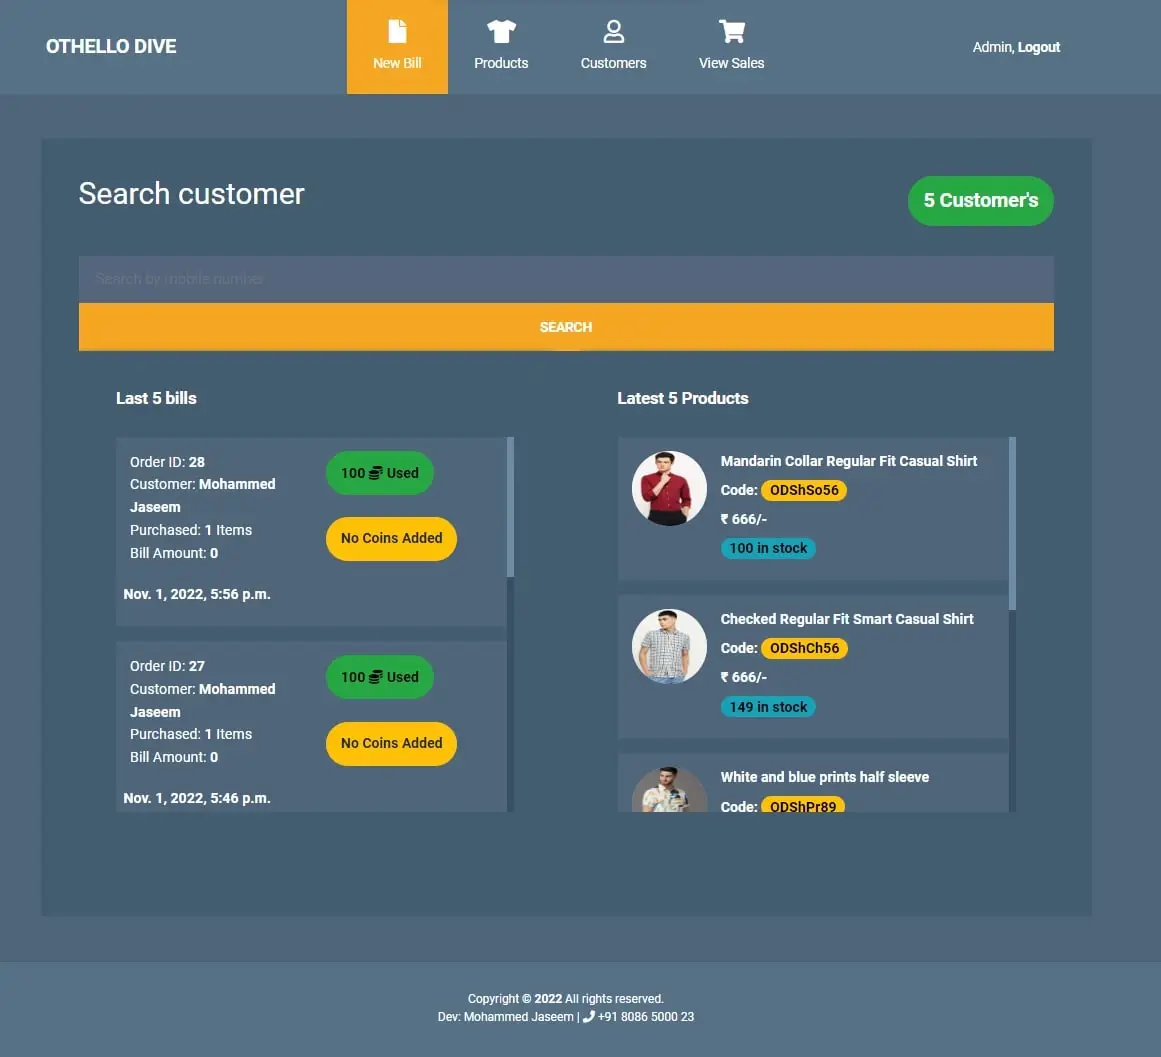 OTHELLO DIVE
New Bill
Products
Customers
View Sales
Admin, Logout
Search customer
5 Customer's
Search by mobile number
SEARCH
Last 5 bills
Order ID: 28
Customer: Mohammed
Jaseem
Purchased: 1 Items
Bill Amount: 0
100 Used
No Coins Added
Nov. 1, 2022, 5:56 p.m.
Order ID: 27
Customer: Mohammed
Jaseem
Purchased: 1 Items
Bill Amount: 0
100 Used
No Coins Added
Nov. 1, 2022, 5:46 p.m.
Latest 5 Products
Mandarin Collar Regular Fit Casual Shirt
Code: ODShSo56
₹ 666/-
100 in stock
Checked Regular Fit Smart Casual Shirt
Code: ODShCh56
₹ 666/-
149 in stock
White and blue prints half sleeve
Code: ODShPr89
Copyright © 2022 All rights reserved.
Dev: Mohammed Jaseem | +91 8086 5000 23